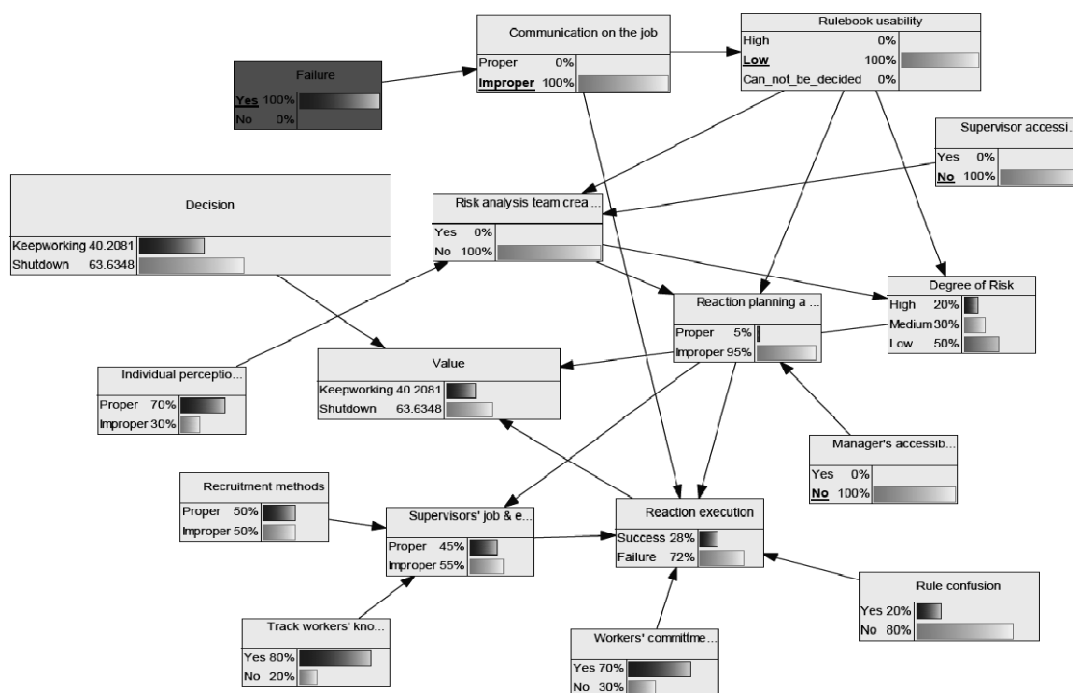 Communication on the job
Proper 0%
Improper 100%
Rulebook usability
High 0%
Low 100%
Can_not_be_decided 0%
Failure
Yes 100%
No 0%
Supervisor accessi...
Yes 0%
No 100%
Decision
Keepworking 40.2081
Shutdown 63.6348
Risk analysis team crea ...
Yes 0%
No 100%
Degree of Risk
High 20%
Medium 30%
Low 50%
Reaction planning a ...
Proper 5%
Improper 95%
Value
Keepworking 40.2081
Shutdown 63.6348
Individual perceptio...
Proper 70%
Improper 30%
Manager's accessib...
Yes 0%
No 100%
Recruitment methods
Proper 50%
Improper 50%
Supervisors' job & e...
Proper 45%
Improper 55%
Reaction execution
Success 28%
Failure 72%
Rule confusion
Yes 20%
No 80%
Track workers' kno...
Yes 80%
No 20%
Workers' commitme...
Yes 70%
No 30%